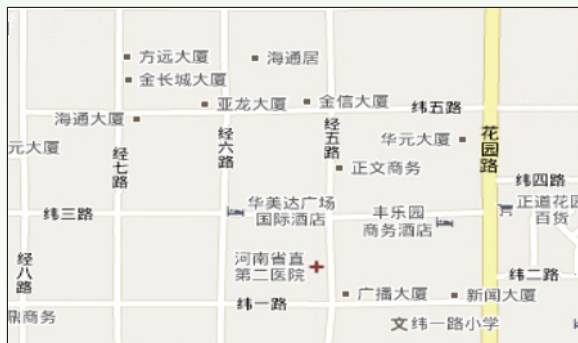 方远大厦
海通居
金长城大厦
亚龙大厦
金信大厦
纬五路
海通大厦
经六路
经五路
华元大厦
花园路
元大厦
经七路
正文商务
纬四路
华美达广场
国际酒店
纬三路
丰乐园
商务酒店
正道花园
百货
经八路
河南省直
第二医院
纬二路
广播大厦
新闻大厦
纬一路
鼎商务
文 纬一路小学